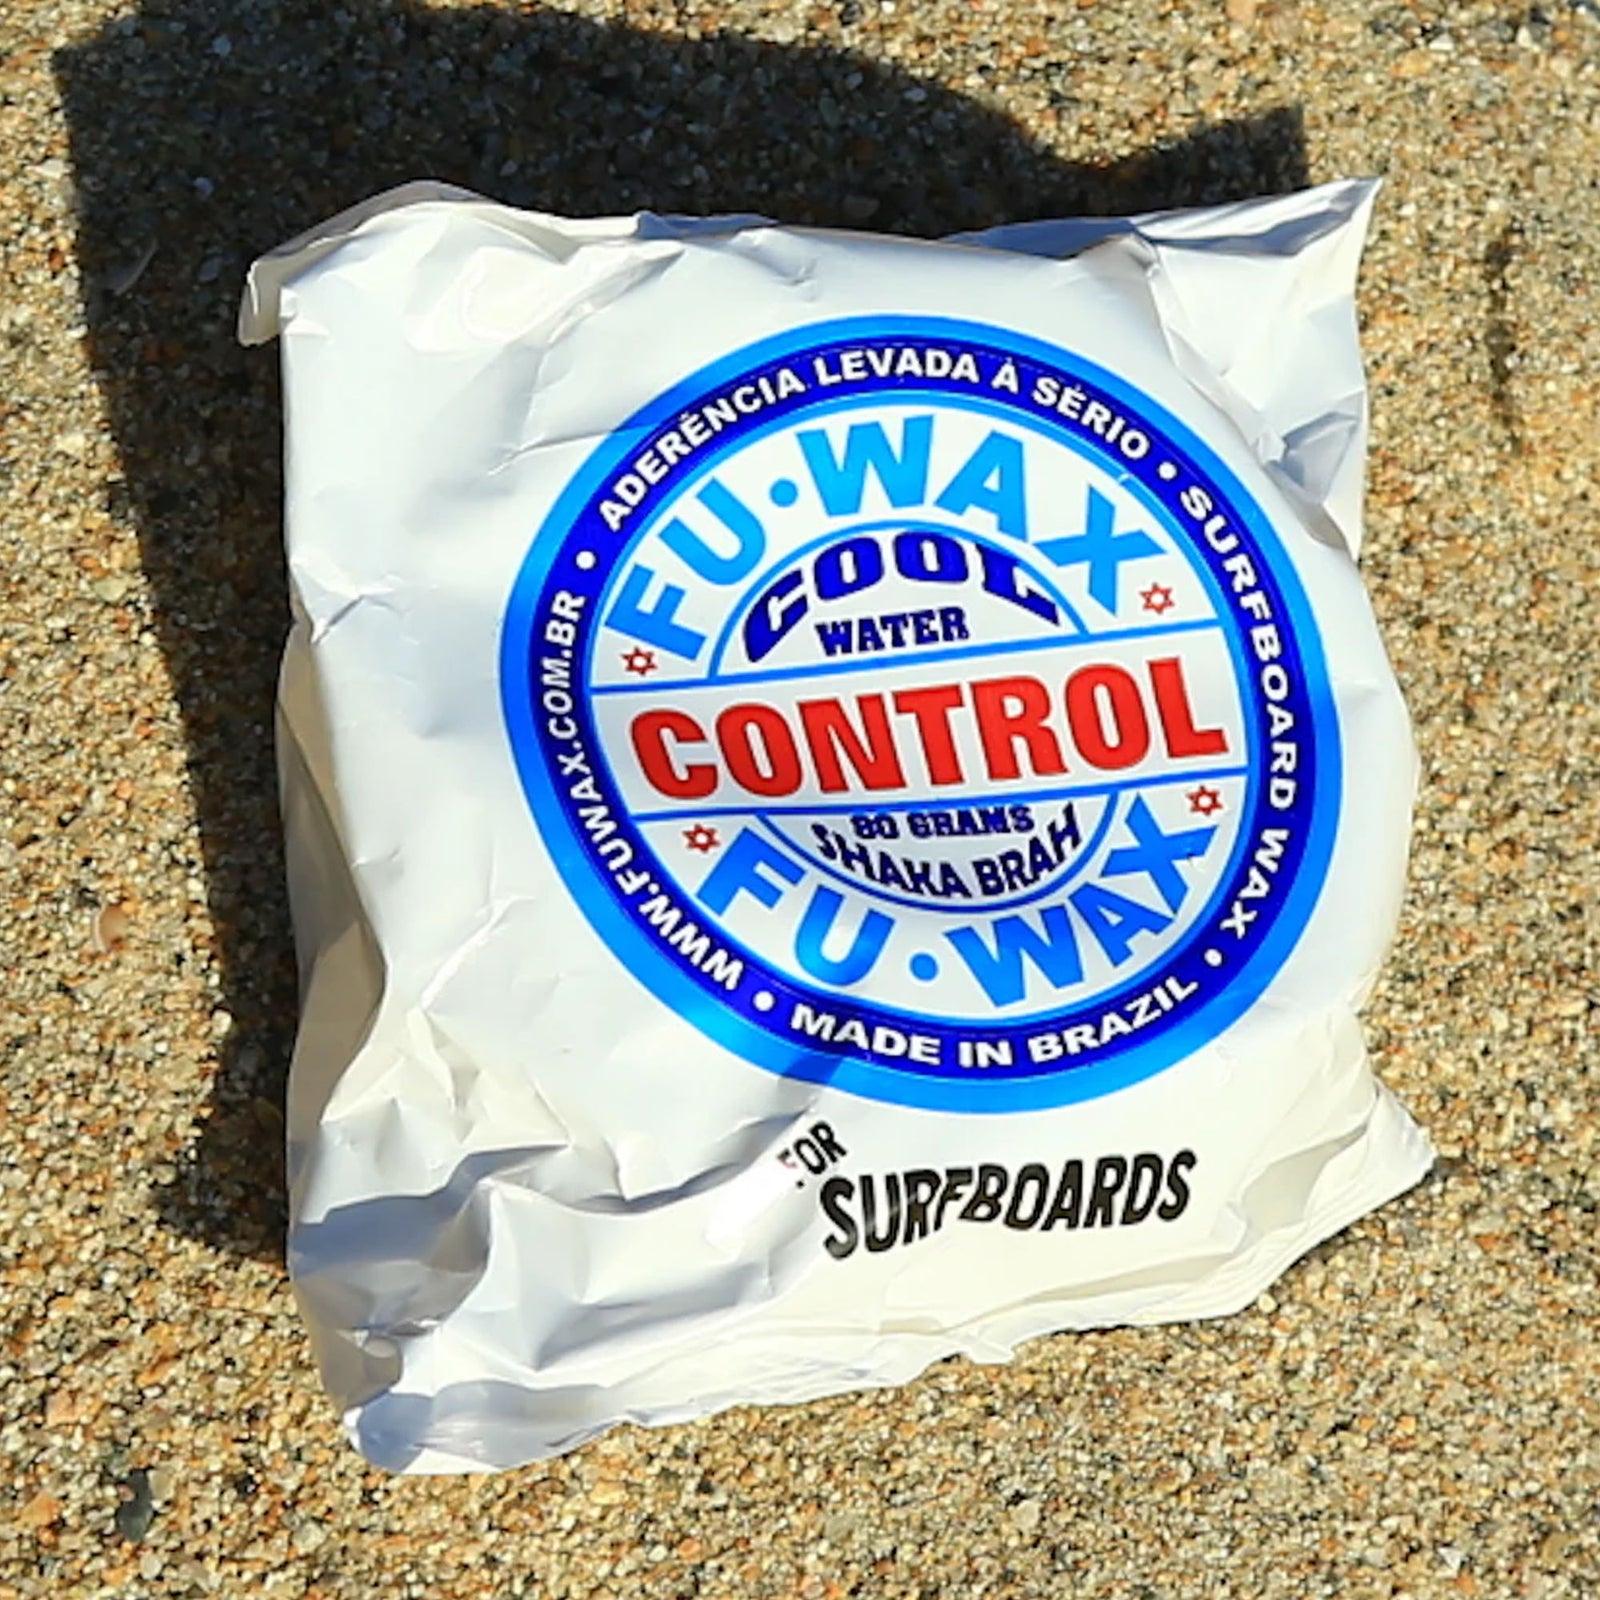 ADERÊNCIA LEVADA À SÉRIO • SURFBOARD WAX • MADE IN BRAZIL • WWW.FUWAX.COM.BR •
FU•WAX
COOL
WATER
CONTROL
80 GRAMS
SHAKA BRAH
FU•WAX
FOR
SURFBOARDS